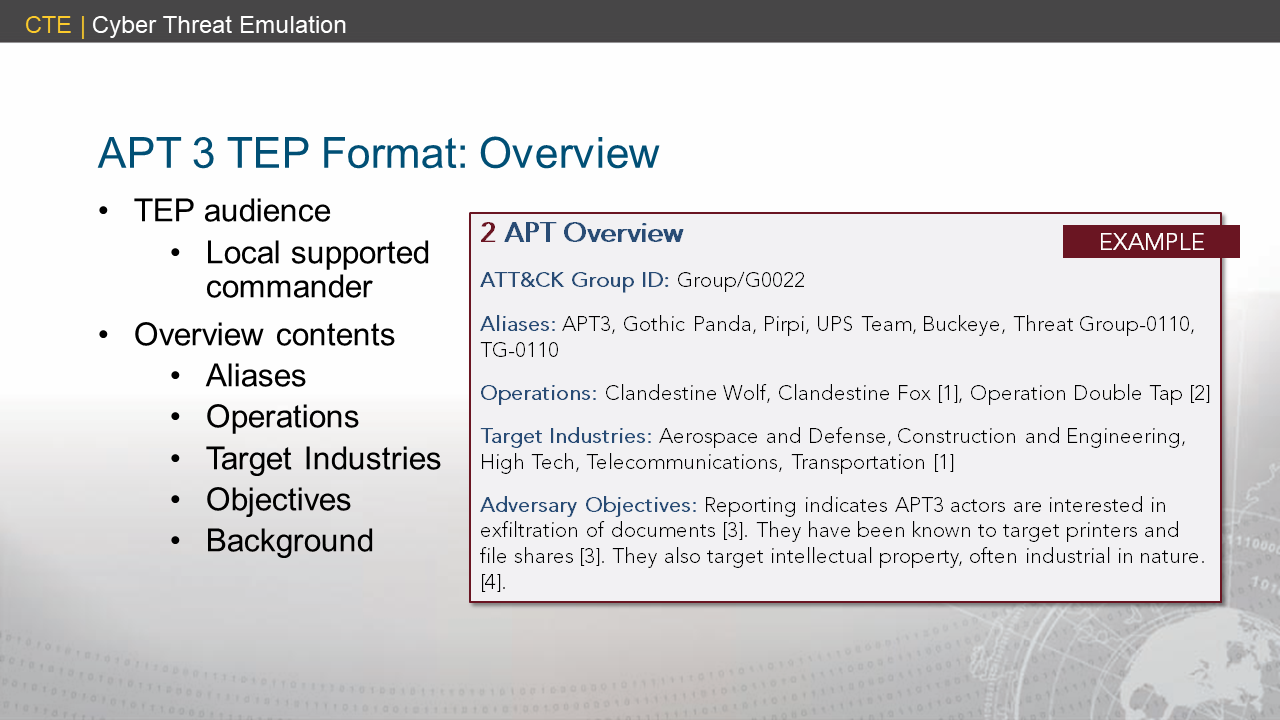 CTE | Cyber Threat Emulation
APT 3 TEP Format: Overview
• TEP audience
• Local supported
commander
• Overview contents
• Aliases
• Operations
• Target Industries
• Objectives
• Background
2 APT Overview
EXAMPLE
ATT&CK Group ID: Group/G0022
Aliases: APT3, Gothic Panda, Pirpi, UPS Team, Buckeye, Threat Group-0110,
TG-0110
Operations: Clandestine Wolf, Clandestine Fox [1], Operation Double Tap [2]
Target Industries: Aerospace and Defense, Construction and Engineering,
High Tech, Telecommunications, Transportation [1]
Adversary Objectives: Reporting indicates APT3 actors are interested in
exfiltration of documents [3]. They have been known to target printers and
file shares [3]. They also target intellectual property, often industrial in nature.
[4].